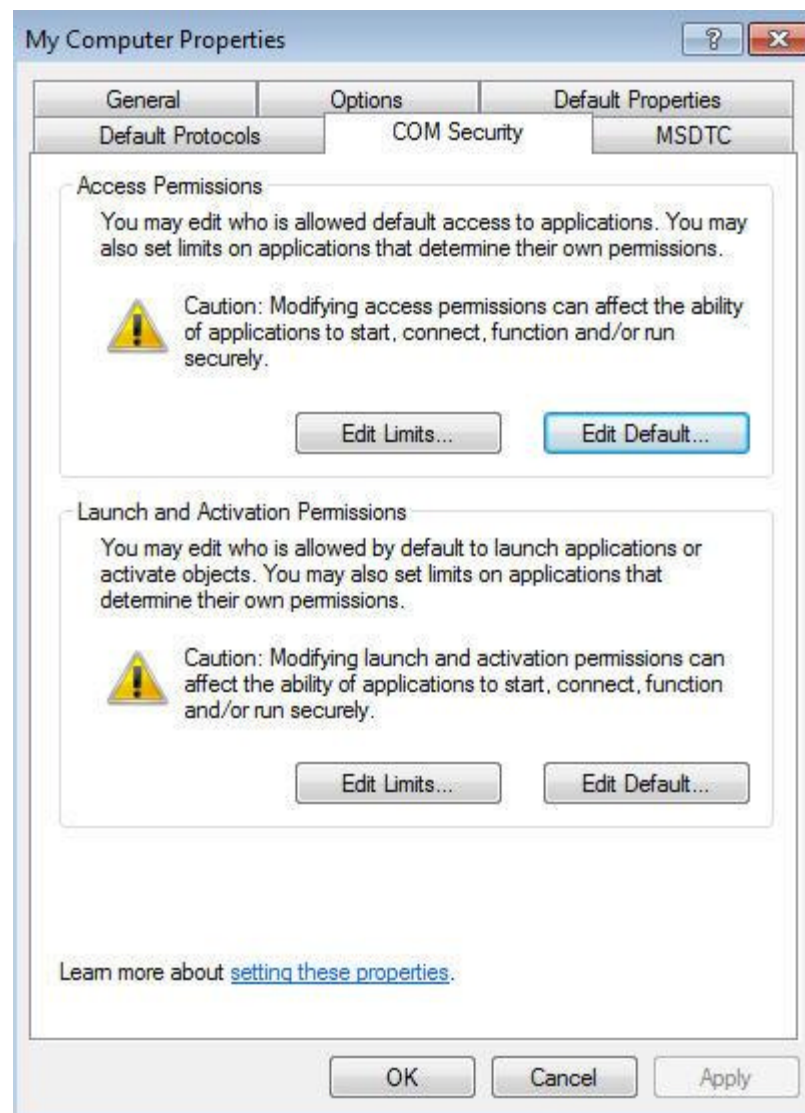 My Computer Properties
General
Options
Default Properties
Default Protocols
COM Security
MSDTC
Access Permissions
You may edit who is allowed default access to applications. You may
also set limits on applications that determine their own permissions.
Caution: Modifying access permissions can affect the ability
of applications to start, connect, function and/or run
securely.
Edit Limits...
Edit Default...
Launch and Activation Permissions
You may edit who is allowed by default to launch applications or
activate objects. You may also set limits on applications that
determine their own permissions.
Caution: Modifying launch and activation permissions can
affect the ability of applications to start, connect, function
and/or run securely.
Edit Limits...
Edit Default...
Learn more about setting these properties.
OK
Cancel
Apply